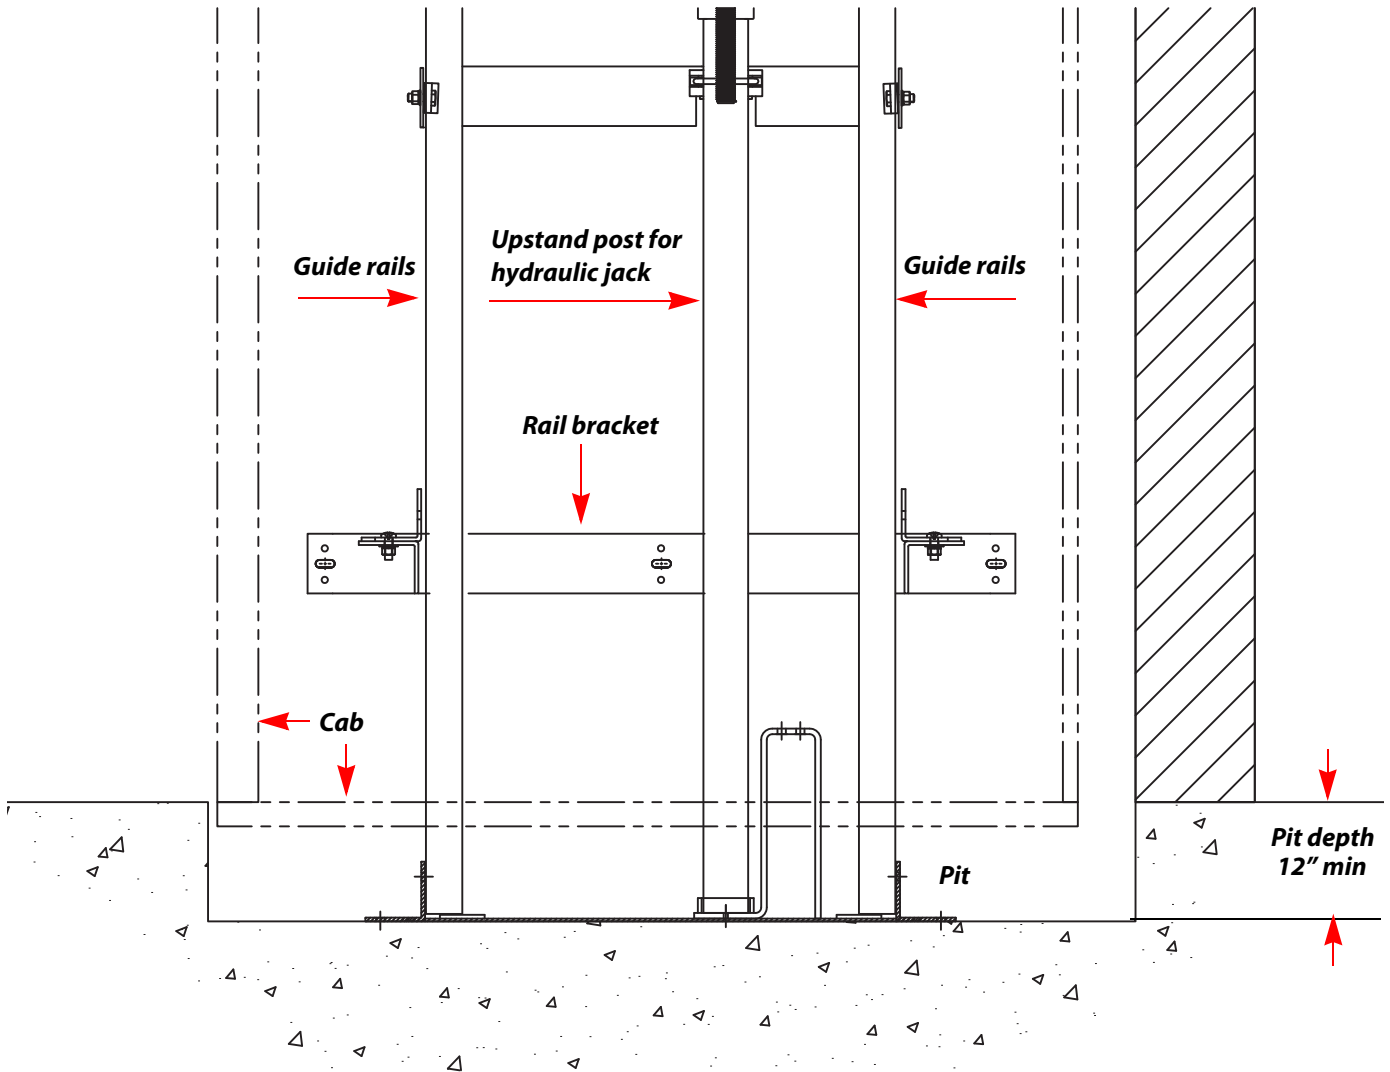 Upstand post for
hydraulic jack
Guide rails
Guide rails
Rail bracket
Cab
Pit depth
12” min
Pit